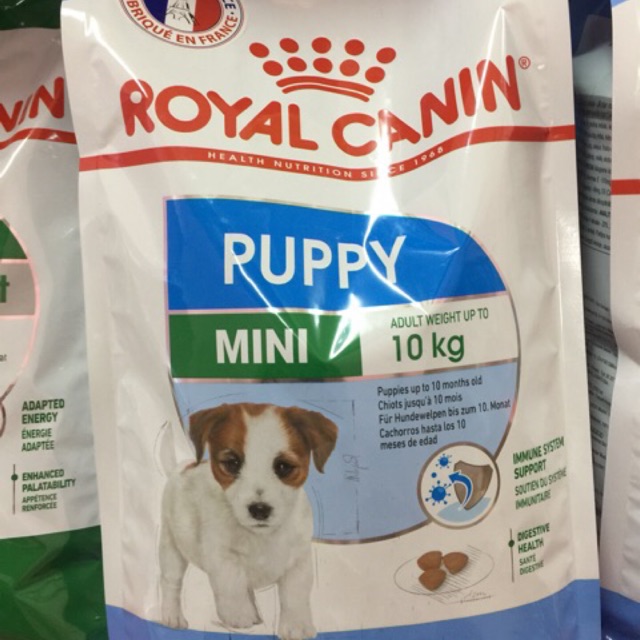 BRIQUÉ EN FRANCE
ROYAL CANIN®
HEALTH NUTRITION SINCE 1968
PUPPY
MINI
ADULT WEIGHT UP TO
10 kg
Puppies up to 10 months old
Chiots jusqu'à 10 mois
Für Hundewelpen bis zum 10. Monat
Cachorros hasta los 10
meses de edad
IMMUNE SYSTEM
SUPPORT
SOUTIEN DU SYSTÈME
IMMUNITAIRE
DIGESTIVE
HEALTH
SANTÉ
DIGESTIVE
VIN
t
ADAPTED
ENERGY
ÉNERGIE
ADAPTÉE
ENHANCED
PALATABILITY
APPÉTENCE
RENFORCÉE